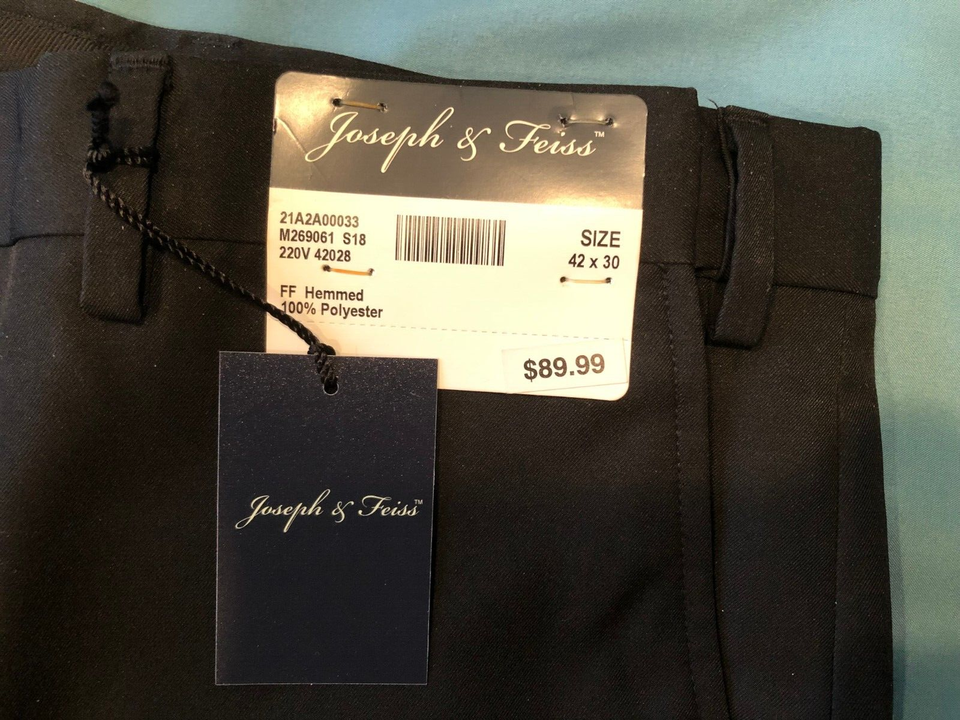 Joseph & Feiss™
21A2A00033
M269061 S18
220V 42028
SIZE
42 x 30
FF Hemmed
100% Polyester
$89.99
Joseph & Feiss™